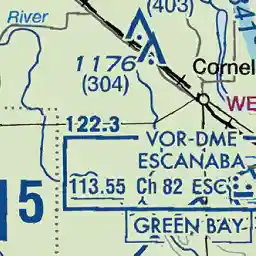 (403)
River
1176
(304)
Cornel
WE
122.3
VOR-DME
ESCANABA
113.55 Ch 82 ESC
15
GREEN BAY